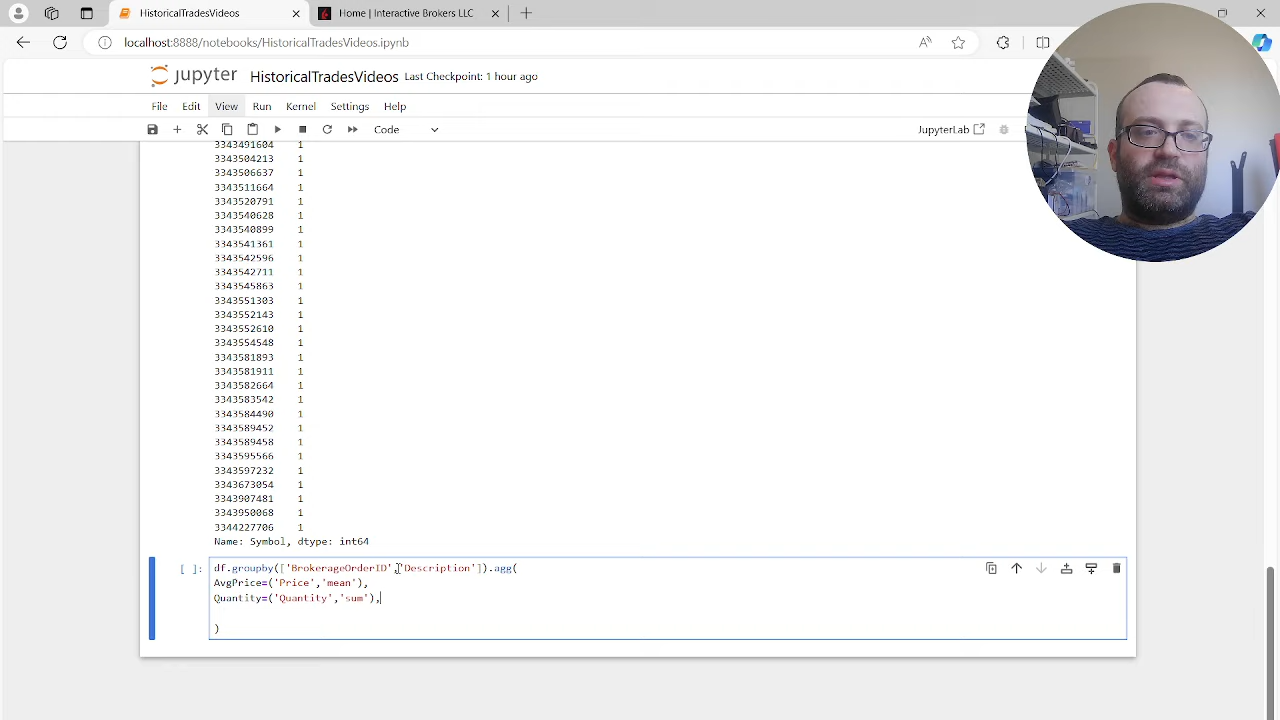 HistoricalTradesVideos
Home | Interactive Brokers LLC
localhost:8888/notebooks/HistoricalTradesVideos.ipynb
jupyter HistoricalTradesVideos Last Checkpoint: 1 hour ago
File Edit View Run Kernel Settings Help
Code JupyterLab
3343491604 1
3343504213 1
3343506637 1
3343511664 1
3343520791 1
3343540628 1
3343540899 1
3343541361 1
3343542596 1
3343542711 1
3343545863 1
3343551303 1
3343552143 1
3343552610 1
3343554548 1
3343581893 1
3343581911 1
3343582664 1
3343583542 1
3343584490 1
3343589452 1
3343589458 1
3343595566 1
3343597232 1
3343673054 1
3343907481 1
3343950068 1
3344227706 1
Name: Symbol, dtype: int64
[ ]: df.groupby(['BrokerageOrderID','Description']).agg(
AvgPrice=('Price','mean'),
Quantity=('Quantity','sum'),
)